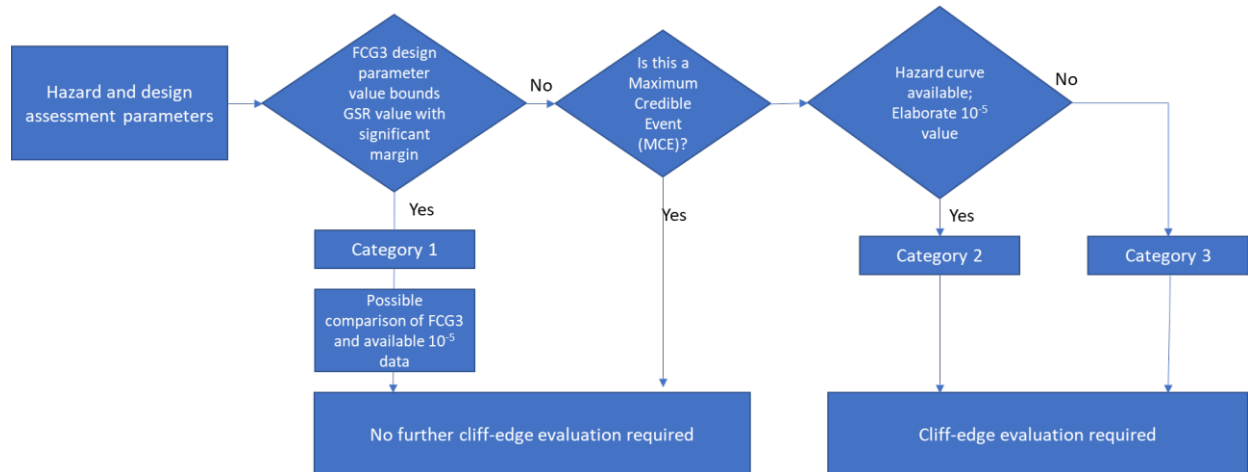 Hazard and design
assessment parameters
FCG3 design
parameter
value bounds
GSR value with
significant
margin
No
Is this a
Maximum
Credible
Event
(MCE)?
Hazard curve
available;
Elaborate 10⁻⁵
value
No
Yes
Yes
Yes
Category 1
Category 2
Category 3
Possible
comparison of FCG3
and available 10⁻⁵
data
No further cliff-edge evaluation required
Cliff-edge evaluation required